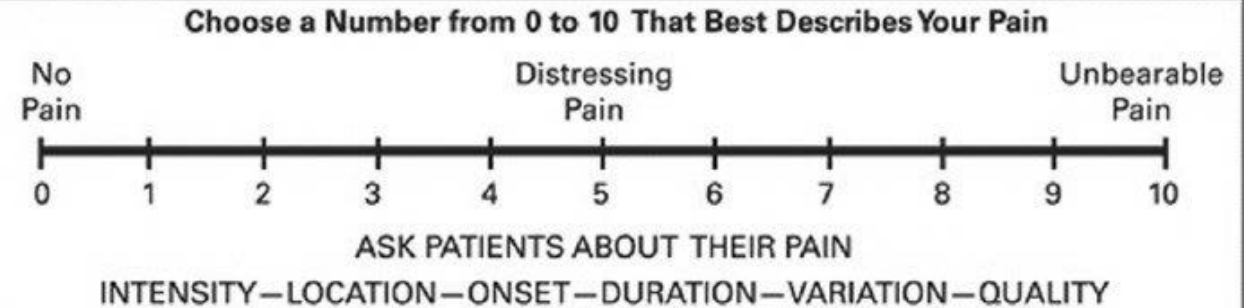 Choose a Number from 0 to 10 That Best Describes Your Pain
No Pain
Distressing Pain
Unbearable Pain
0 1 2 3 4 5 6 7 8 9 10
ASK PATIENTS ABOUT THEIR PAIN
INTENSITY—LOCATION—ONSET—DURATION—VARIATION—QUALITY